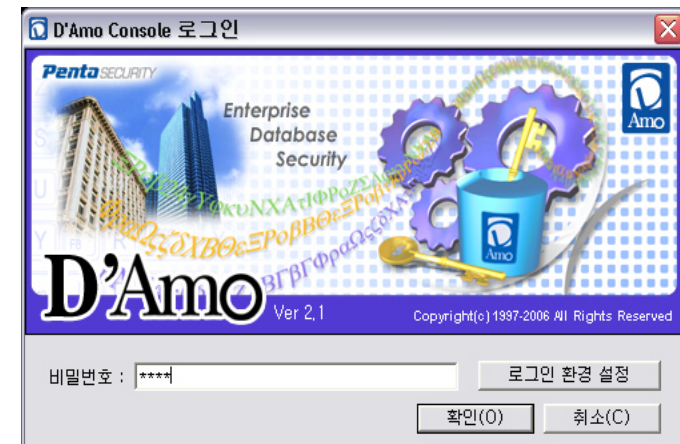 D'Amo Console 로그인
Penta SECURITY
Enterprise
Database
Security
Amo
Amo
D'Amo
Ver 2.1
Copyright(c) 1997-2006 All Rights Reserved
비밀번호 : ****
로그인 환경 설정
확인(O)
취소(C)